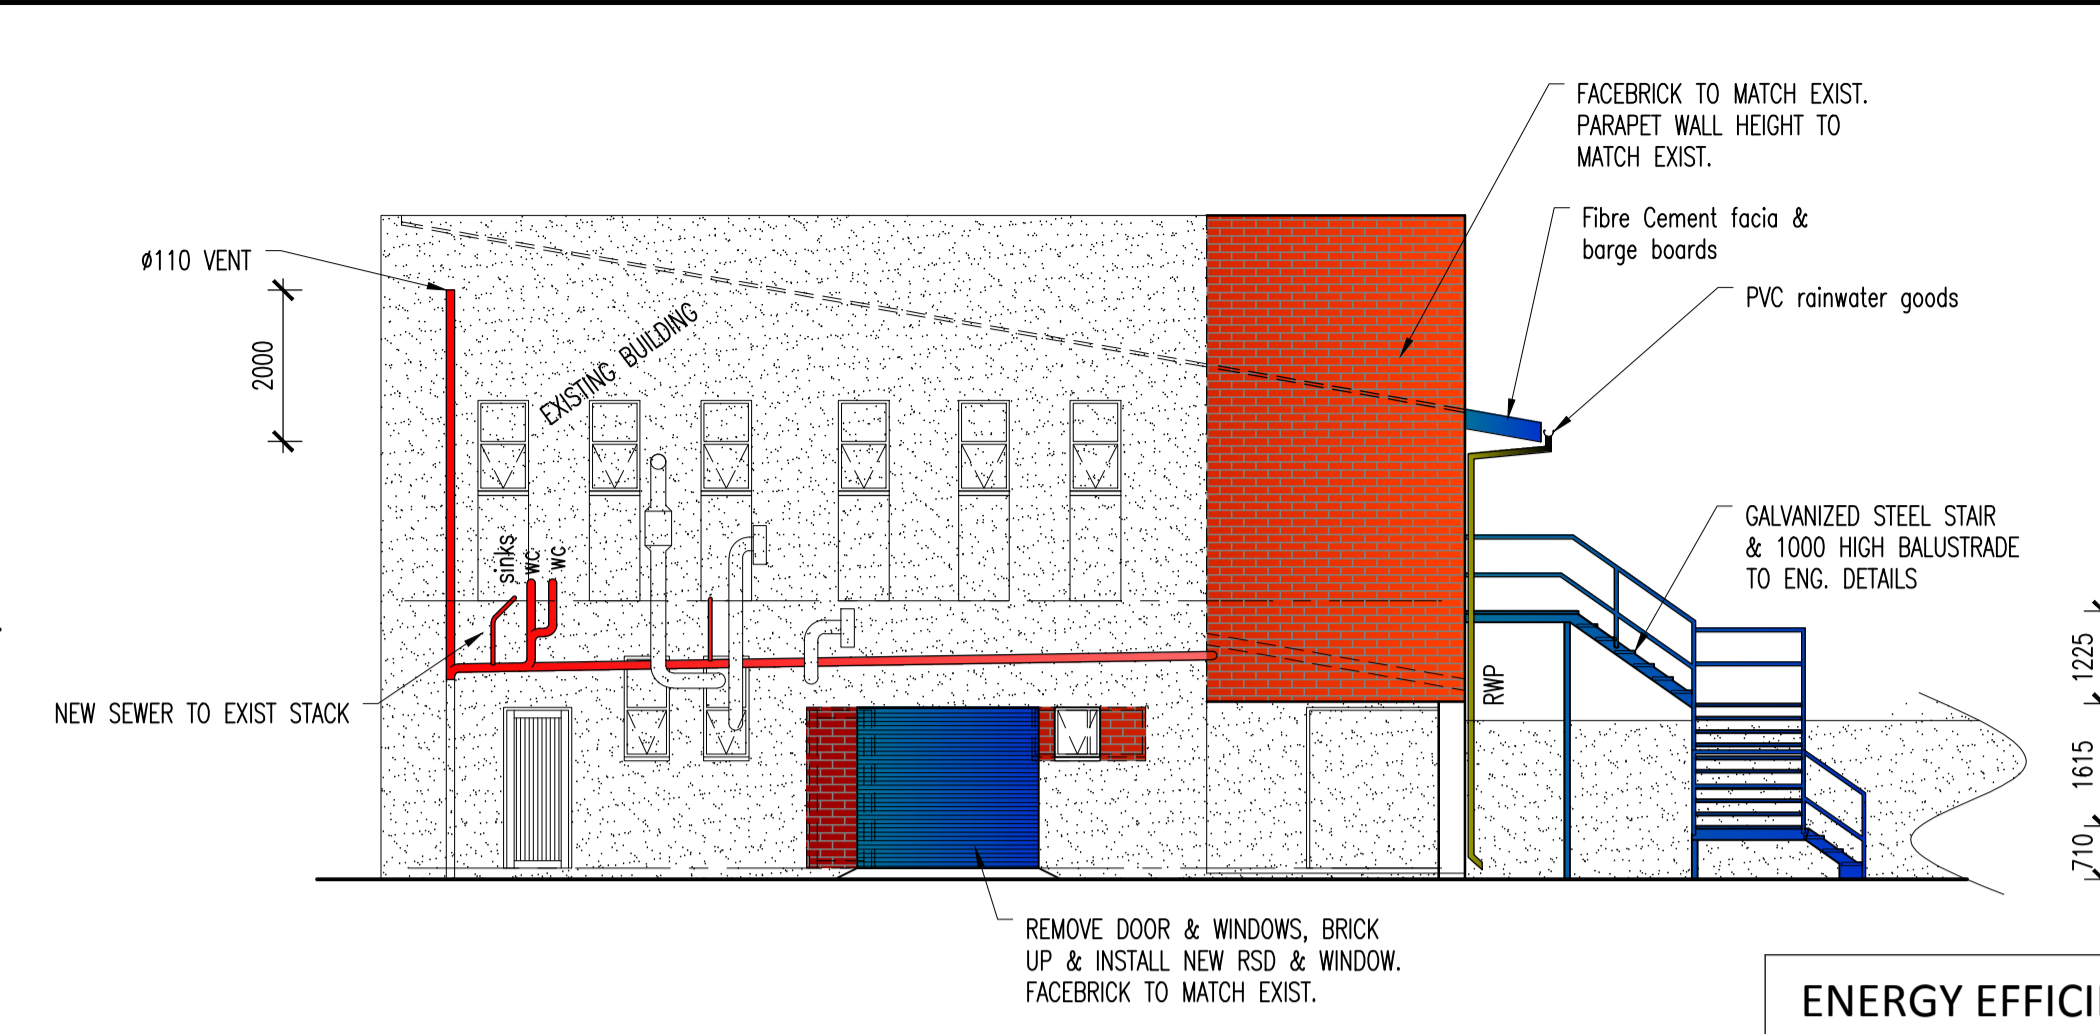 FACEBRICK TO MATCH EXIST.
PARAPET WALL HEIGHT TO
MATCH EXIST.
Fibre Cement facia &
barge boards
Ø110 VENT
PVC rainwater goods
2000
EXISTING BUILDING
GALVANIZED STEEL STAIR
& 1000 HIGH BALUSTRADE
TO ENG. DETAILS
sinks
wc
wc
1225
RWP
NEW SEWER TO EXIST STACK
1615
710
REMOVE DOOR & WINDOWS, BRICK
UP & INSTALL NEW RSD & WINDOW.
FACEBRICK TO MATCH EXIST.
ENERGY EFFICI